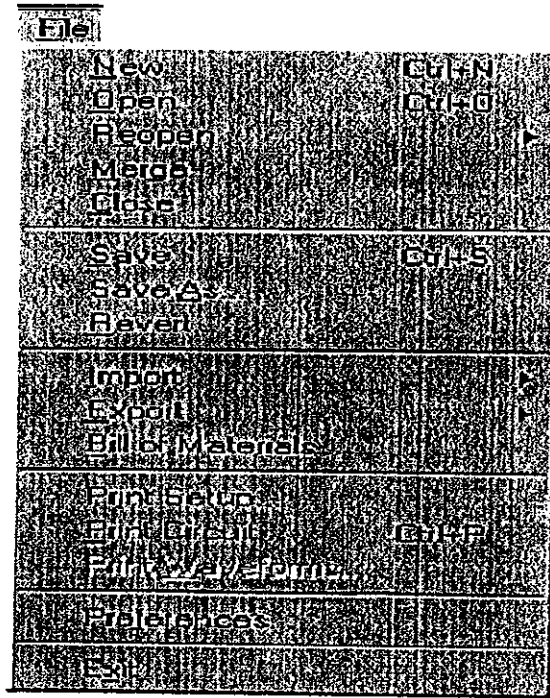 File
New Ctrl+N
Open Ctrl+O
Reopen
Merge
Close
Save Ctrl+S
Save As...
Revert
Import
Export
Bill of Materials...
Print Setup...
Print Circuit Ctrl+P
Print Waveforms...
Preferences
Exit